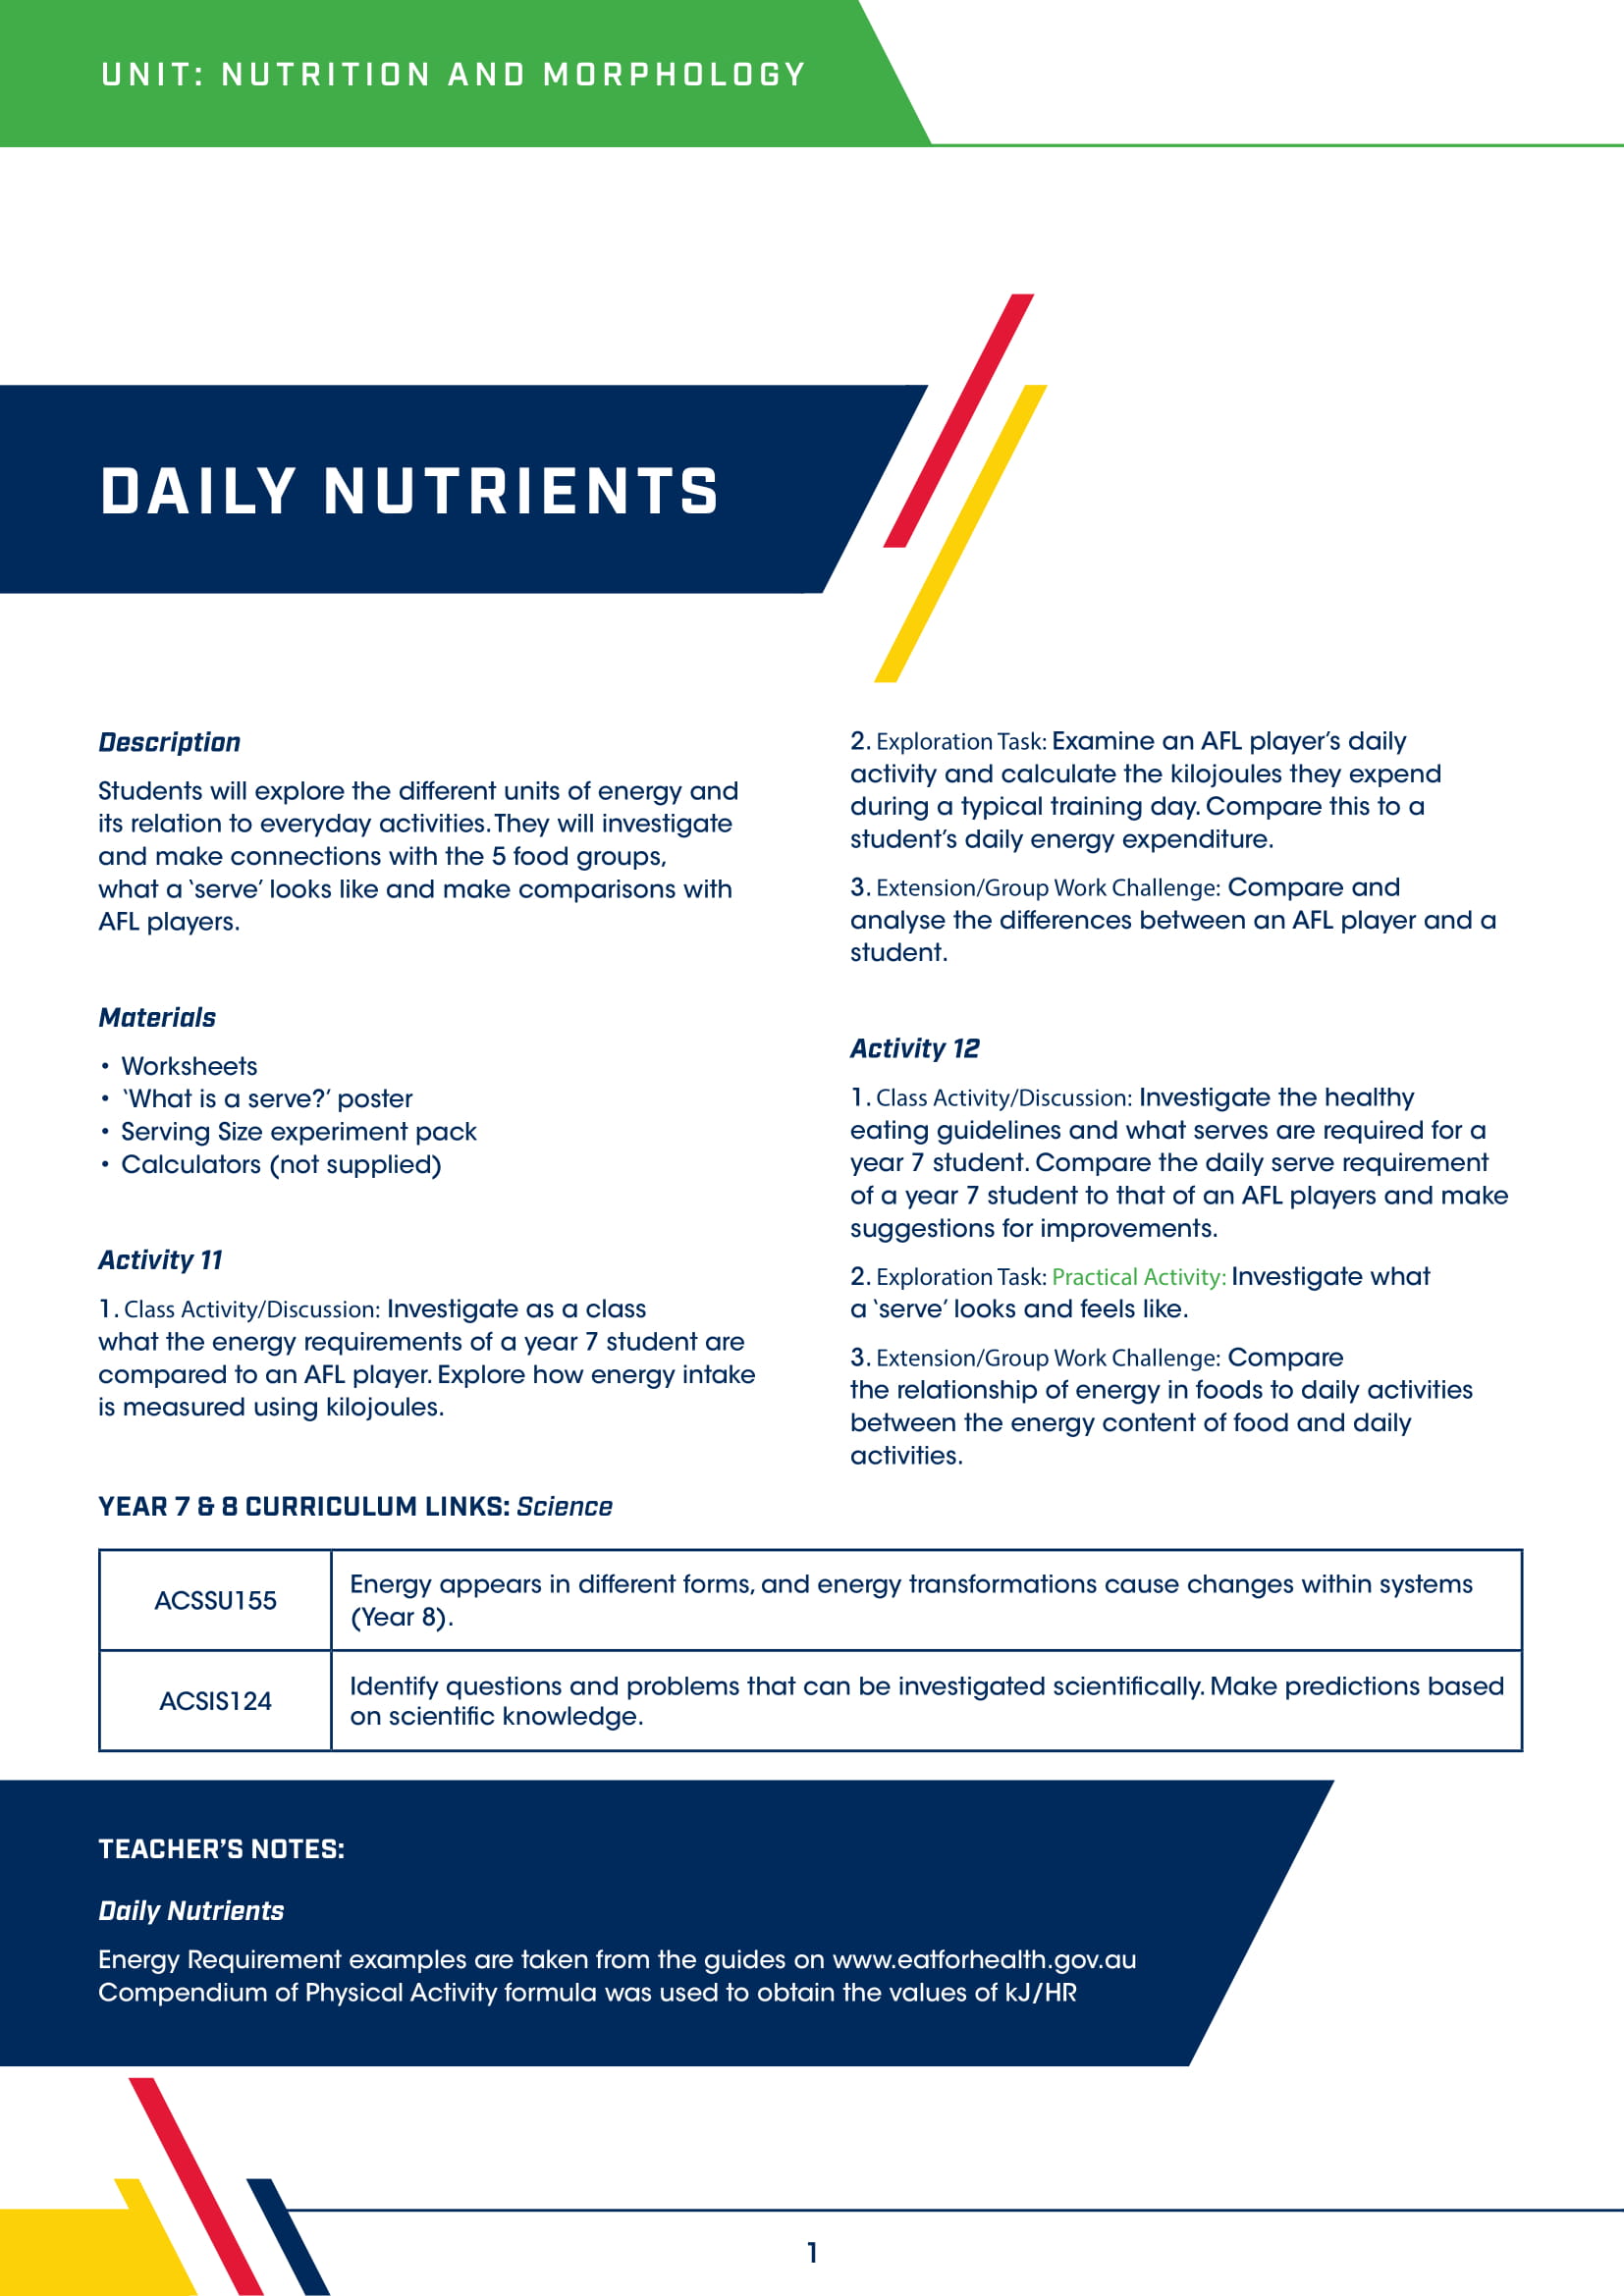 UNIT: NUTRITION AND MORPHOLOGY
DAILY NUTRIENTS
Description
Students will explore the different units of energy and
its relation to everyday activities. They will investigate
and make connections with the 5 food groups,
what a ‘serve’ looks like and make comparisons with
AFL players.
Materials
• Worksheets
• ‘What is a serve?’ poster
• Serving Size experiment pack
• Calculators (not supplied)
Activity 11
1. Class Activity/Discussion: Investigate as a class
what the energy requirements of a year 7 student are
compared to an AFL player. Explore how energy intake
is measured using kilojoules.
2. Exploration Task: Examine an AFL player’s daily
activity and calculate the kilojoules they expend
during a typical training day. Compare this to a
student’s daily energy expenditure.
3. Extension/Group Work Challenge: Compare and
analyse the differences between an AFL player and a
student.
Activity 12
1. Class Activity/Discussion: Investigate the healthy
eating guidelines and what serves are required for a
year 7 student. Compare the daily serve requirement
of a year 7 student to that of an AFL players and make
suggestions for improvements.
2. Exploration Task: Practical Activity: Investigate what
a ‘serve’ looks and feels like.
3. Extension/Group Work Challenge: Compare
the relationship of energy in foods to daily activities
between the energy content of food and daily
activities.
YEAR 7 & 8 CURRICULUM LINKS: Science
ACSSU155
Energy appears in different forms, and energy transformations cause changes within systems
(Year 8).
ACSIS124
Identify questions and problems that can be investigated scientifically. Make predictions based
on scientific knowledge.
TEACHER’S NOTES:
Daily Nutrients
Energy Requirement examples are taken from the guides on www.eatforhealth.gov.au
Compendium of Physical Activity formula was used to obtain the values of kJ/HR
1